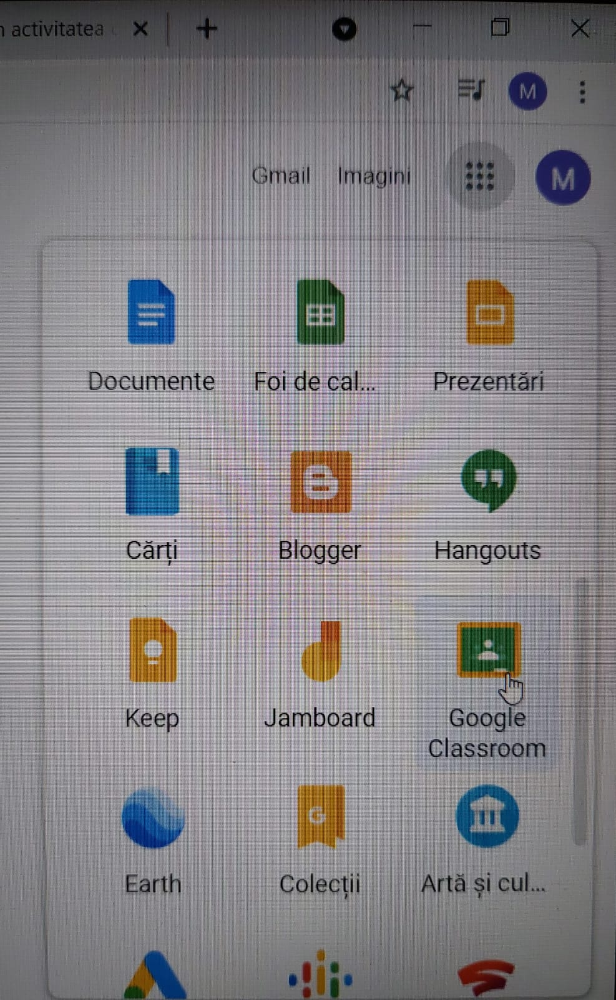 activitatea
M
Gmail Imagini
M
Documente Foi de cal... Prezentări
Cărți Blogger Hangouts
Keep Jamboard Google
Classroom
Earth Colecții Artă și cul...